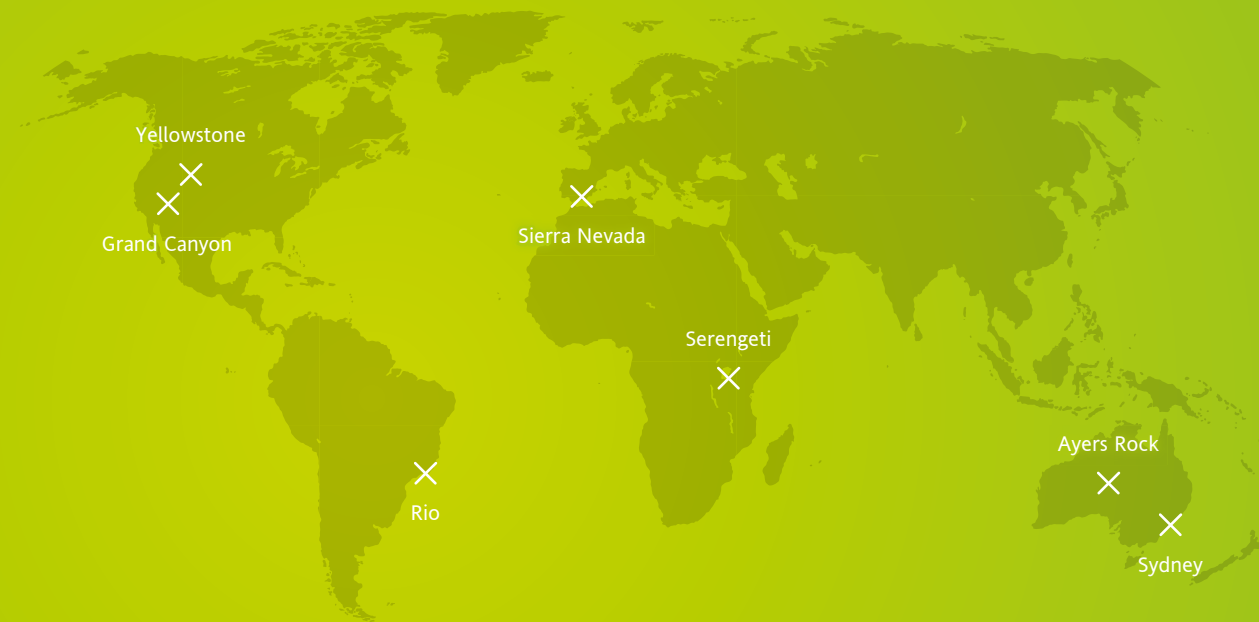 Yellowstone
Grand Canyon
Sierra Nevada
Serengeti
Rio
Ayers Rock
Sydney